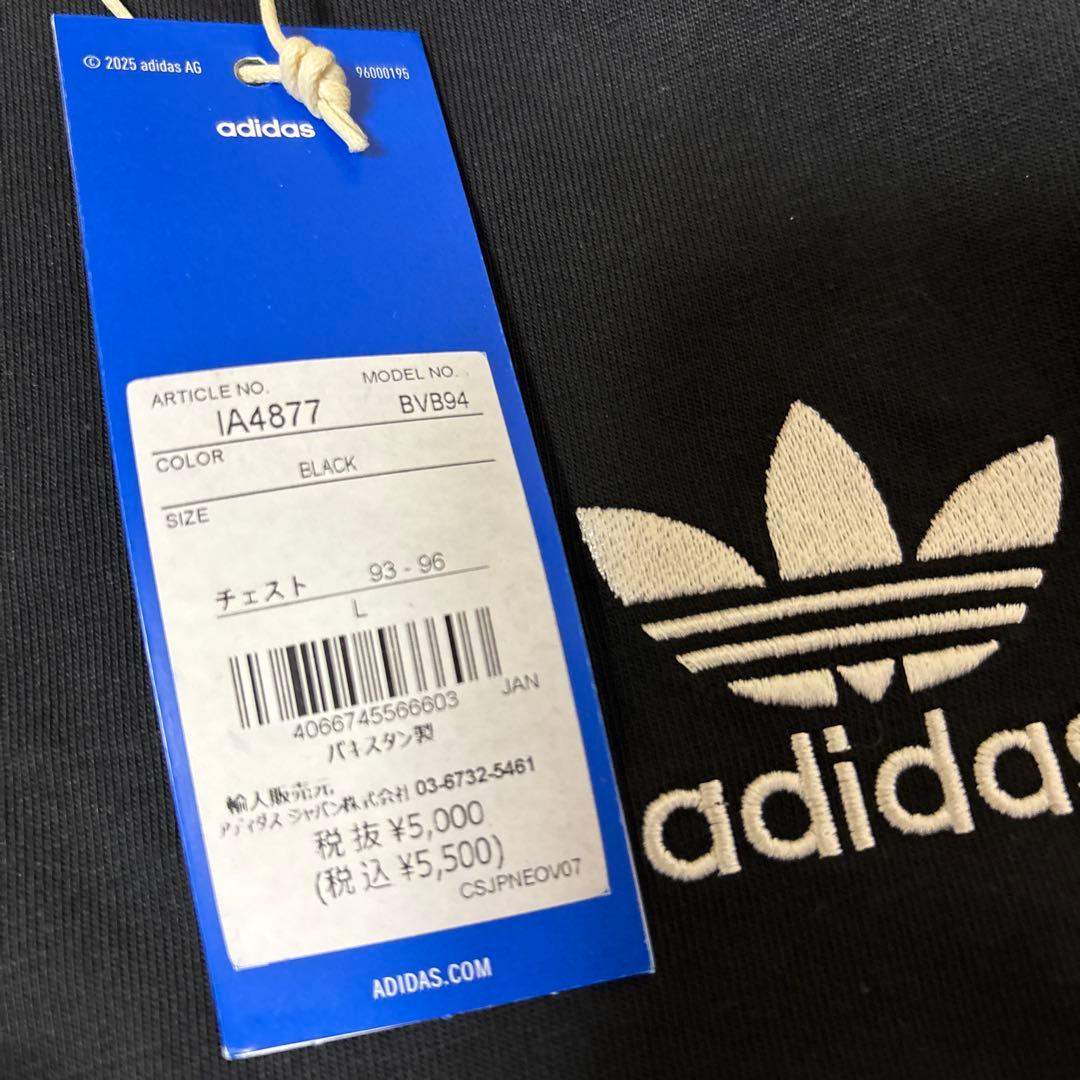 © 2025 adidas AG
96000195
adidas
ARTICLE NO. MODEL NO.
IA4877 BVB94
COLOR
BLACK
SIZE
チェスト 93 - 96
L
4066745566603 JAN
パキスタン製
輸入販売元
アディダス ジャパン株式会社 03-6732-5461
税抜 ¥5,000
(税込 ¥5,500)
CSJPNEOV07
ADIDAS.COM
adidas